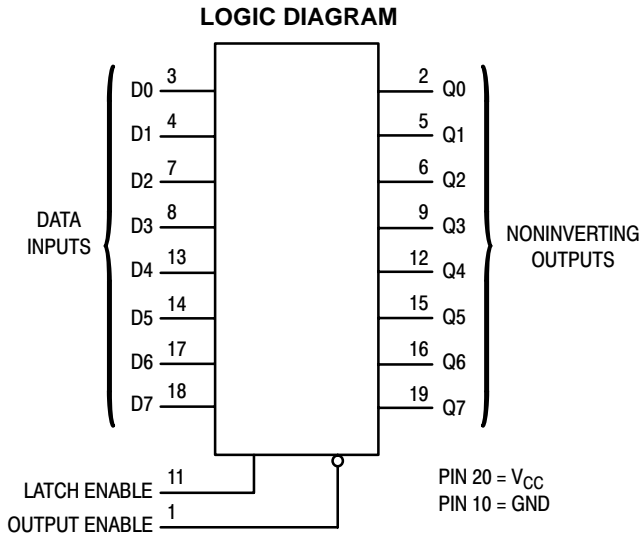 LOGIC DIAGRAM
D0 3
D1 4
D2 7
D3 8
D4 13
D5 14
D6 17
D7 18
DATA
INPUTS
2 Q0
5 Q1
6 Q2
9 Q3
12 Q4
15 Q5
16 Q6
19 Q7
NONINVERTING
OUTPUTS
LATCH ENABLE 11
OUTPUT ENABLE 1
PIN 20 = VCC
PIN 10 = GND